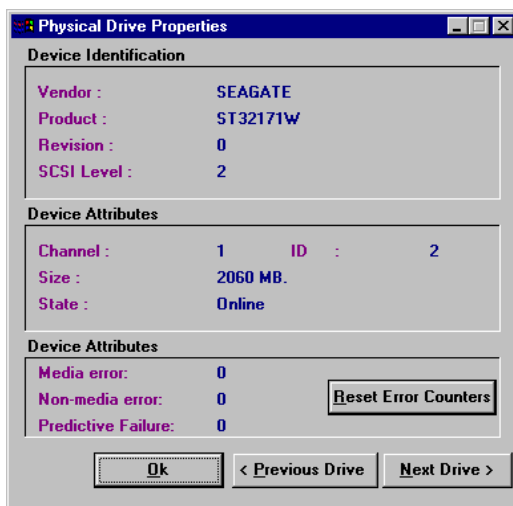 Physical Drive Properties
Device Identification
Vendor : SEAGATE
Product : ST32171W
Revision : 0
SCSI Level : 2
Device Attributes
Channel : 1 ID : 2
Size : 2060 MB.
State : Online
Device Attributes
Media error: 0
Non-media error: 0
Predictive Failure: 0
Reset Error Counters
Ok < Previous Drive Next Drive >